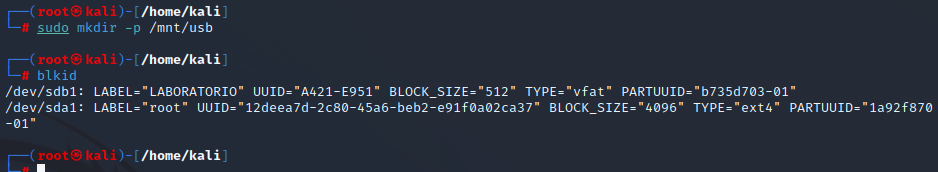 ┌──(root㉿kali)-[/home/kali]
└─# sudo mkdir -p /mnt/usb
┌──(root㉿kali)-[/home/kali]
└─# blkid
/dev/sdb1: LABEL="LABORATORIO" UUID="A421-E951" BLOCK_SIZE="512" TYPE="vfat" PARTUUID="b735d703-01"
/dev/sda1: LABEL="root" UUID="12deea7d-2c80-45a6-beb2-e91f0a02ca37" BLOCK_SIZE="4096" TYPE="ext4" PARTUUID="1a92f870
-01"
┌──(root㉿kali)-[/home/kali]
└─#